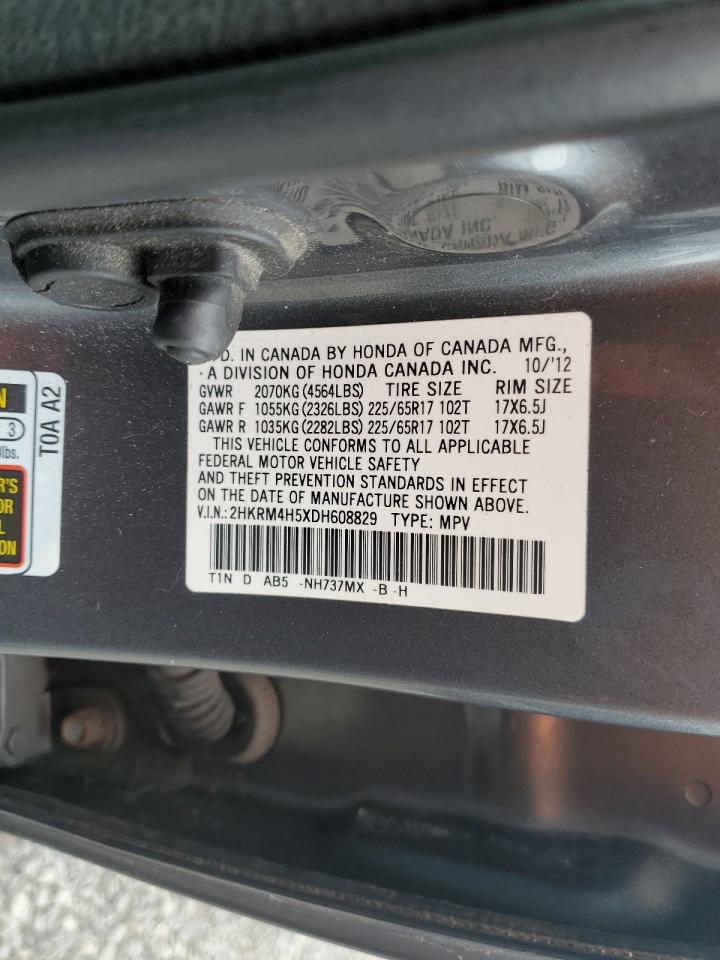 IN CANADA BY HONDA OF CANADA MFG.,
A DIVISION OF HONDA CANADA INC. 10/'12
GVWR 2070KG (4564LBS) TIRE SIZE RIM SIZE
GAWR F 1055KG (2326LBS) 225/65R17 102T 17X6.5J
GAWR R 1035KG (2282LBS) 225/65R17 102T 17X6.5J
THIS VEHICLE CONFORMS TO ALL APPLICABLE
FEDERAL MOTOR VEHICLE SAFETY
AND THEFT PREVENTION STANDARDS IN EFFECT
ON THE DATE OF MANUFACTURE SHOWN ABOVE.
V.I.N.: 2HKRM4H5XDH608829 TYPE: MPV
T1N D AB5 -NH737MX -B -H
TOA A2
3
lbs.